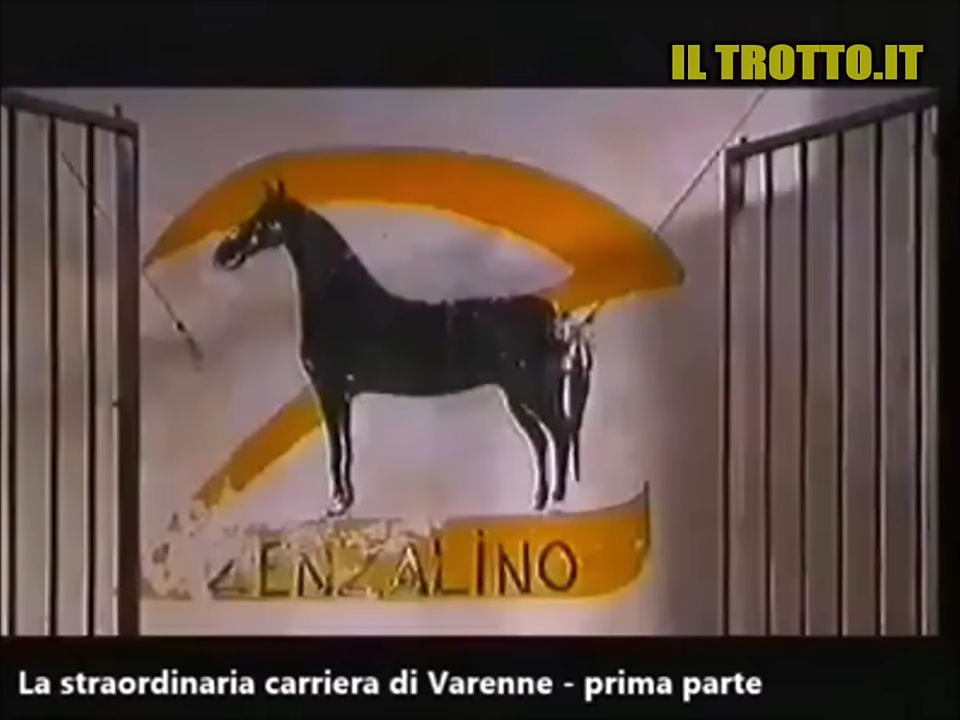 IL TROTTO.IT
ZENZALINO
La straordinaria carriera di Varenne - prima parte